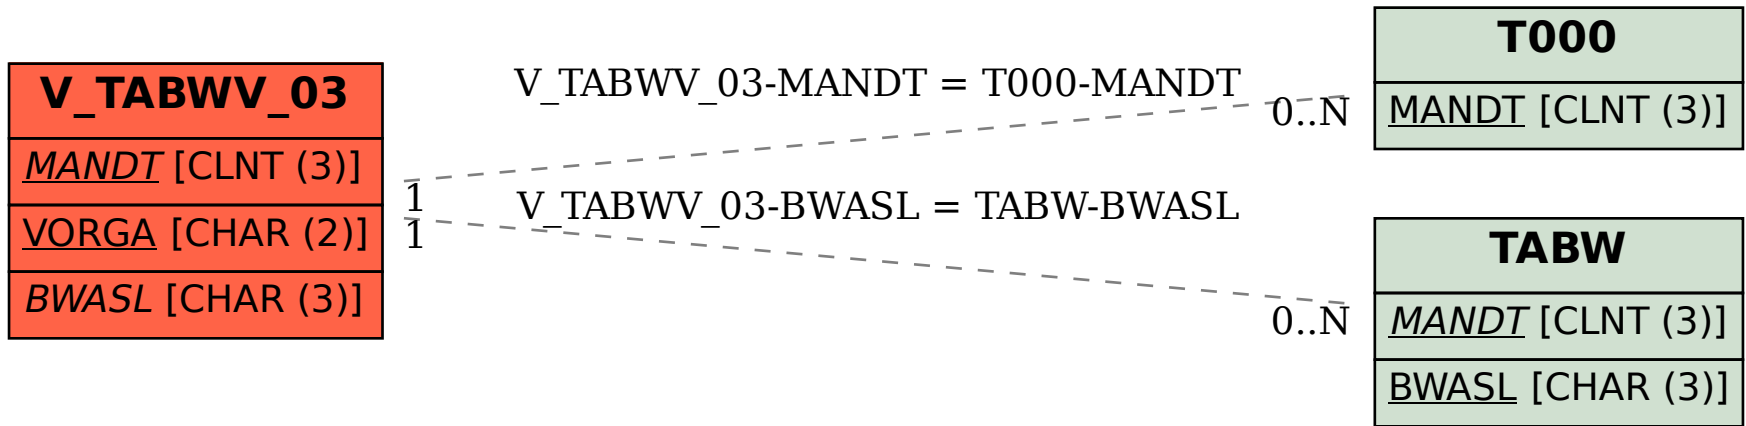 V_TABWV_03
MANDT [CLNT (3)]
VORGA [CHAR (2)]
BWASL [CHAR (3)]
V_TABWV_03-MANDT = T000-MANDT
0..N
1
V_TABWV_03-BWASL = TABW-BWASL
1
0..N
T000
MANDT [CLNT (3)]
TABW
MANDT [CLNT (3)]
BWASL [CHAR (3)]